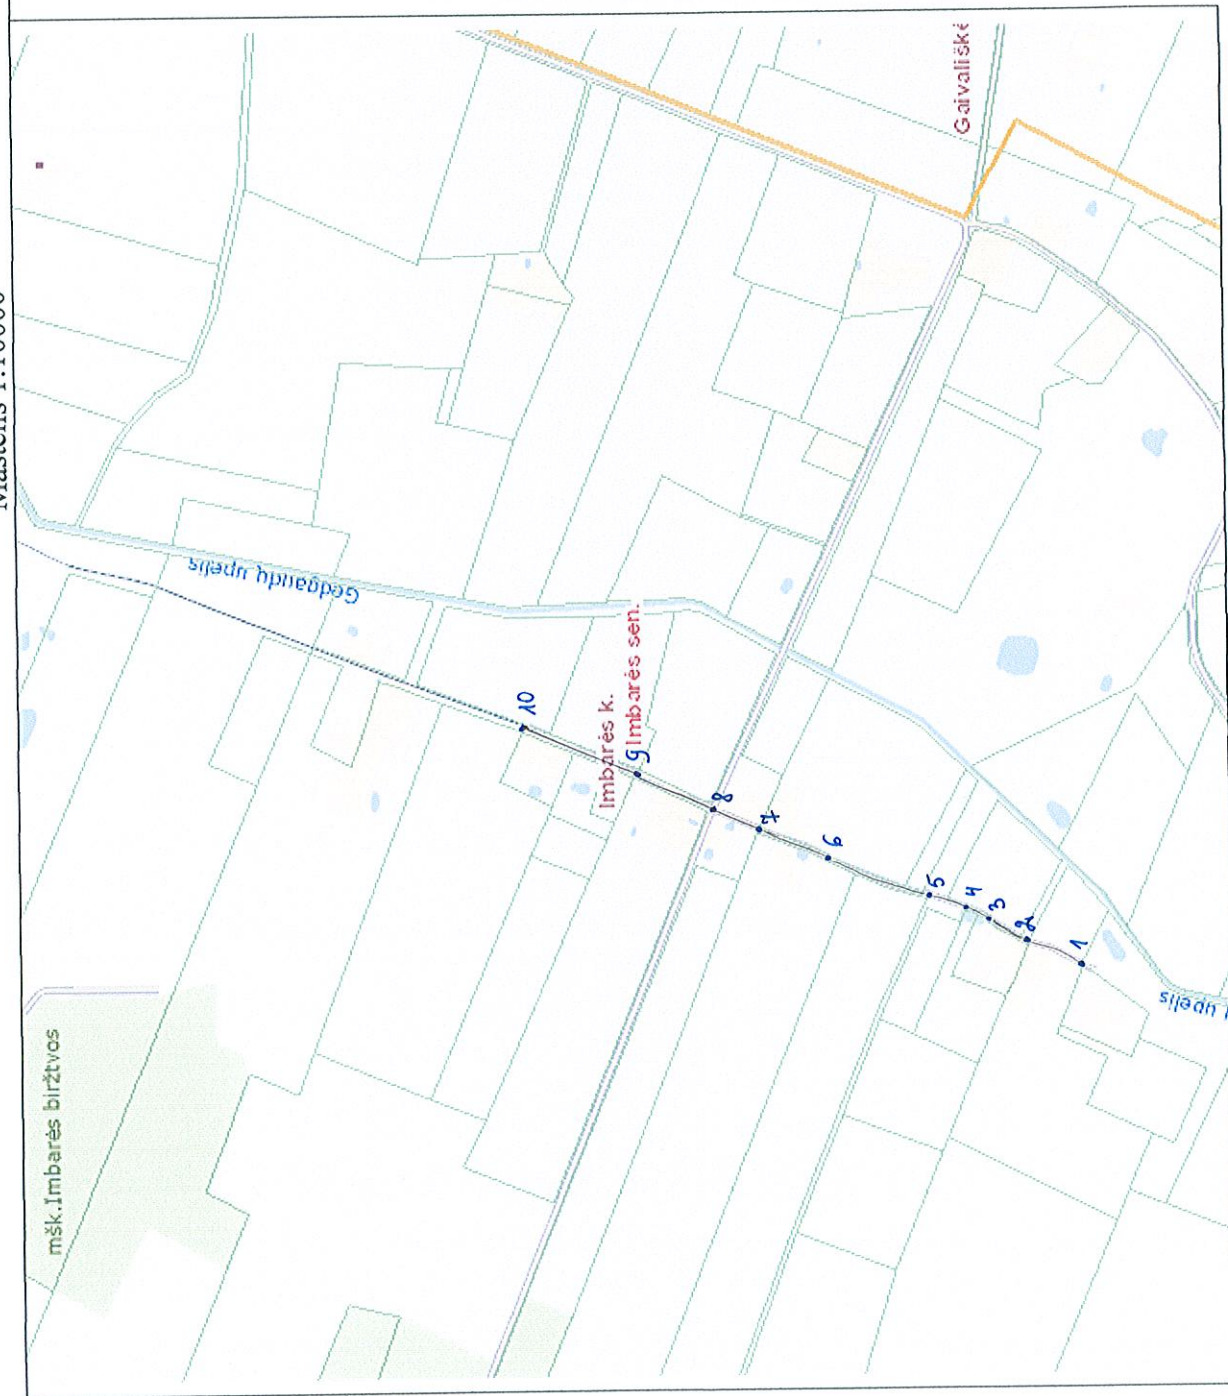 Mastelis 1:10000
mšk.Imbarės biržtvos
Gedgaudų upelis
Imbarės k.
Imbarės sen.
Gaivališkė
10
9
8
7
6
5
4
3
2
1
upelis